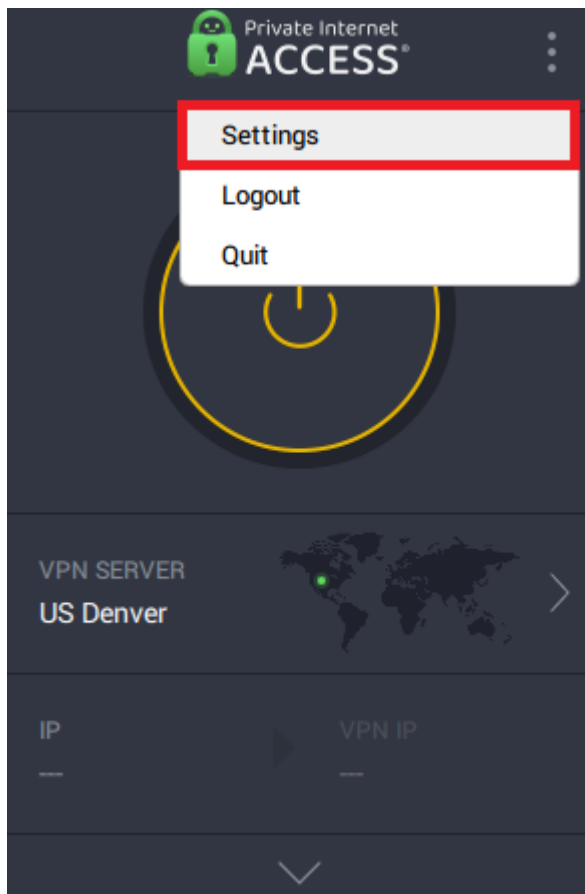 Private Internet
ACCESS®
Settings
Logout
Quit
VPN SERVER
US Denver
IP
VPN IP
---
---